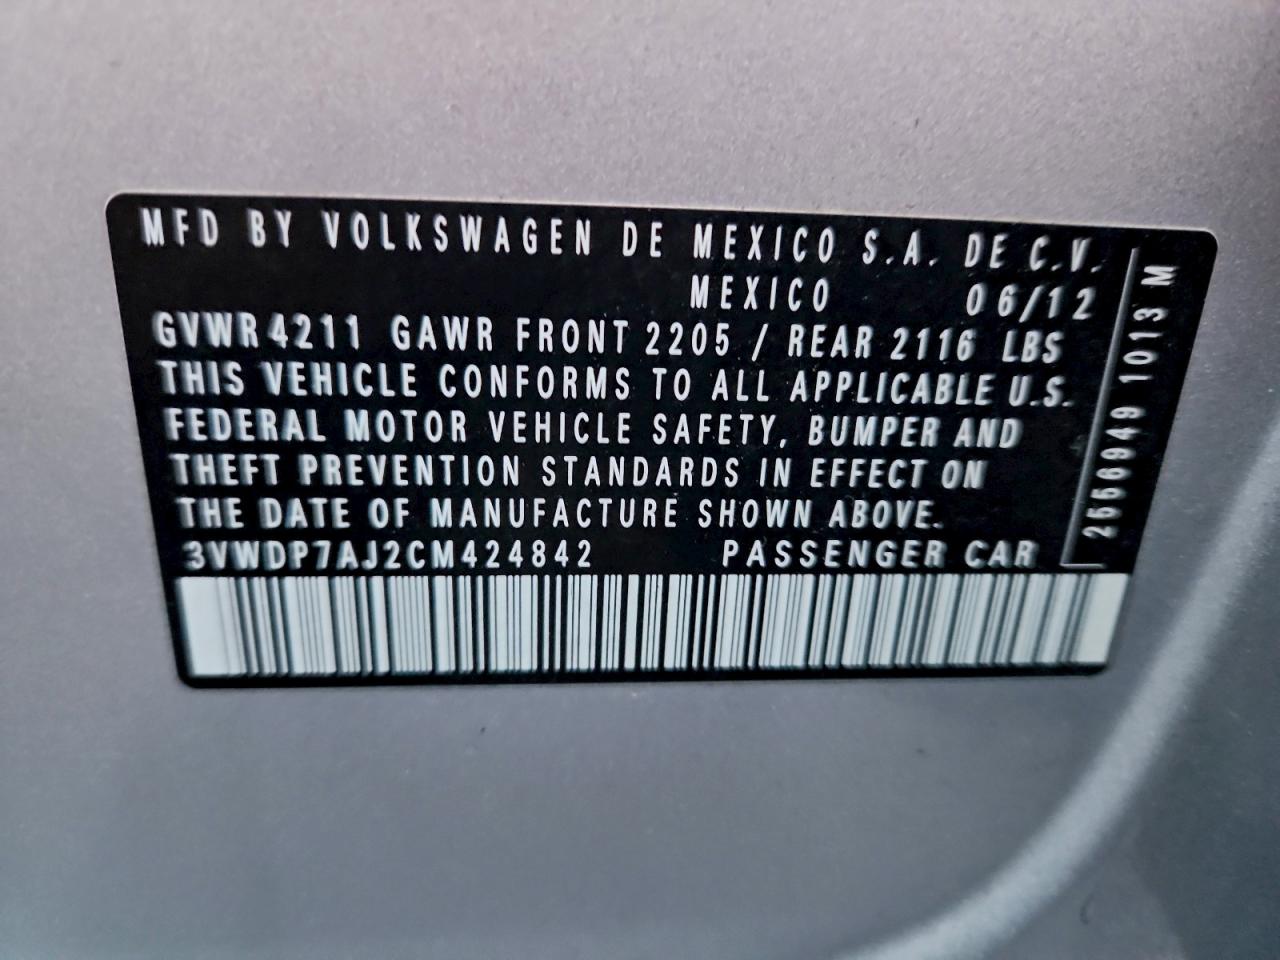 MFD BY VOLKSWAGEN DE MEXICO S.A. DE C.V.
MEXICO 06/12
GVWR 4211 GAWR FRONT 2205 / REAR 2116 LBS
THIS VEHICLE CONFORMS TO ALL APPLICABLE U.S.
FEDERAL MOTOR VEHICLE SAFETY, BUMPER AND
THEFT PREVENTION STANDARDS IN EFFECT ON
THE DATE OF MANUFACTURE SHOWN ABOVE.
3VWDP7AJ2CM424842 PASSENGER CAR
2556949 1013 M